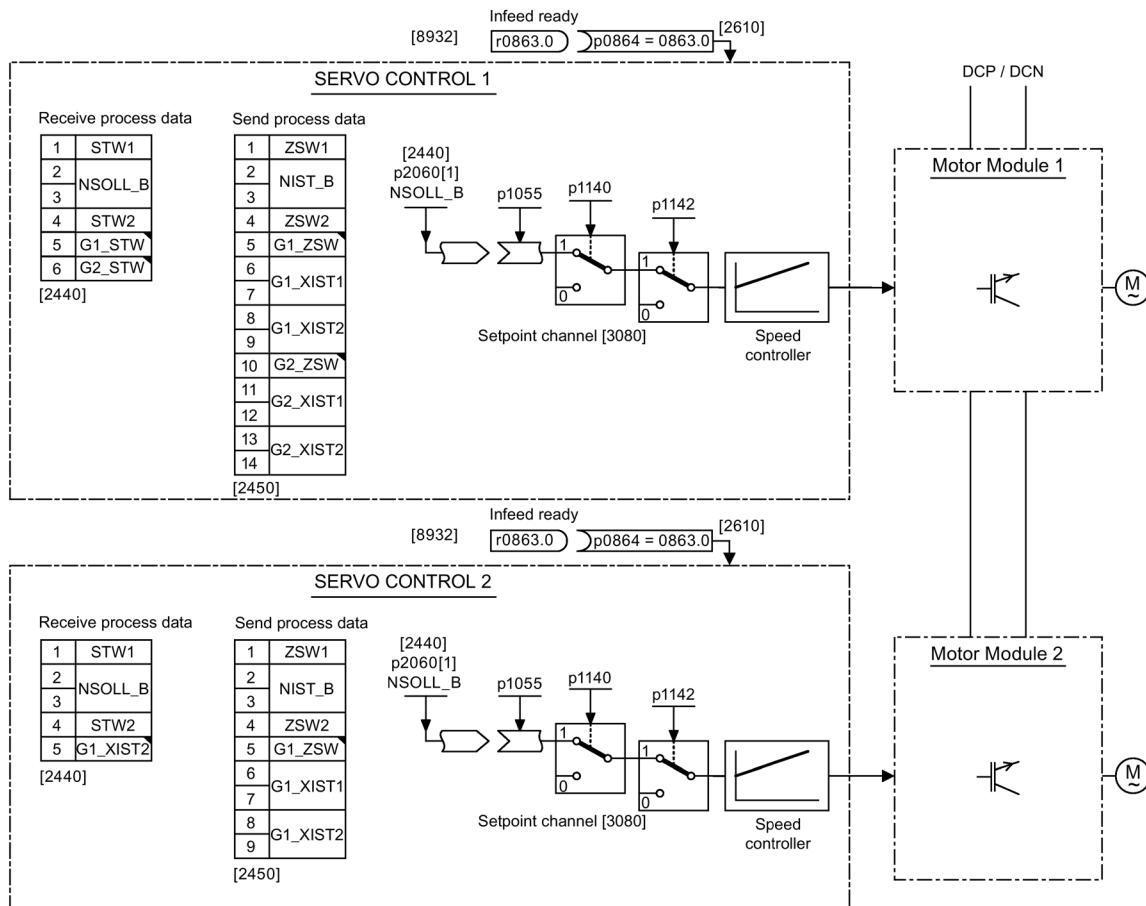 Infeed ready
[8932]
r0863.0
p0864 = 0863.0
[2610]
SERVO CONTROL 1
Receive process data
1 STW1
2
NSOLL_B
3
4 STW2
5 G1_STW
6 G2_STW
[2440]
Send process data
1 ZSW1
2
NIST_B
3
4 ZSW2
5 G1_ZSW
6
G1_XIST1
7
8
G1_XIST2
9
10 G2_ZSW
11
G2_XIST1
12
13
G2_XIST2
14
[2450]
[2440]
p2060[1]
NSOLL_B
p1055
p1140
p1142
1
0
1
0
Setpoint channel [3080]
Speed
controller
DCP / DCN
Motor Module 1
M
~
Infeed ready
[8932]
r0863.0
p0864 = 0863.0
[2610]
SERVO CONTROL 2
Receive process data
1 STW1
2
NSOLL_B
3
4 STW2
5 G1_XIST2
[2440]
Send process data
1 ZSW1
2
NIST_B
3
4 ZSW2
5 G1_ZSW
6
G1_XIST1
7
8
G1_XIST2
9
[2450]
[2440]
p2060[1]
NSOLL_B
p1055
p1140
p1142
1
0
1
0
Setpoint channel [3080]
Speed
controller
Motor Module 2
M
~